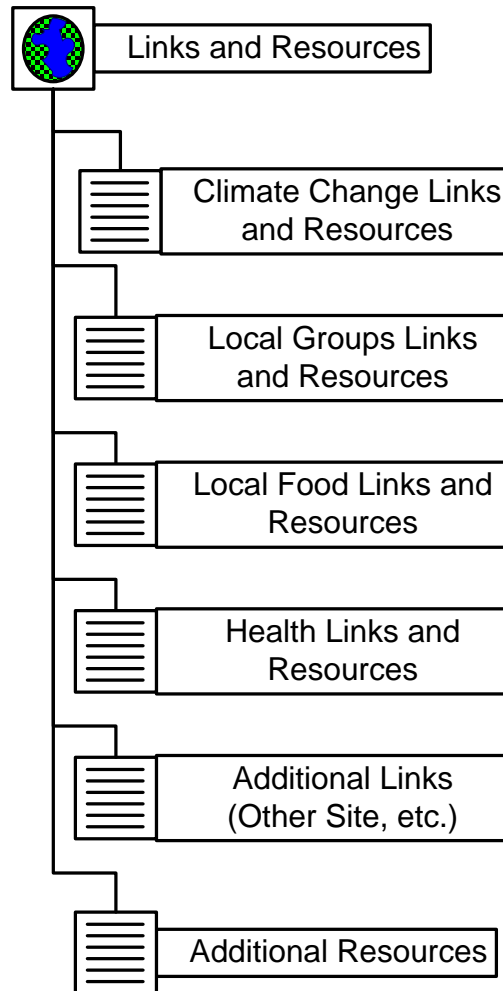 Links and Resources
Climate Change Links
and Resources
Local Groups Links
and Resources
Local Food Links and
Resources
Health Links and
Resources
Additional Links
(Other Site, etc.)
Additional Resources